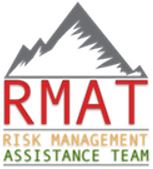 RMAT
RISK MANAGEMENT
ASSISTANCE TEAM